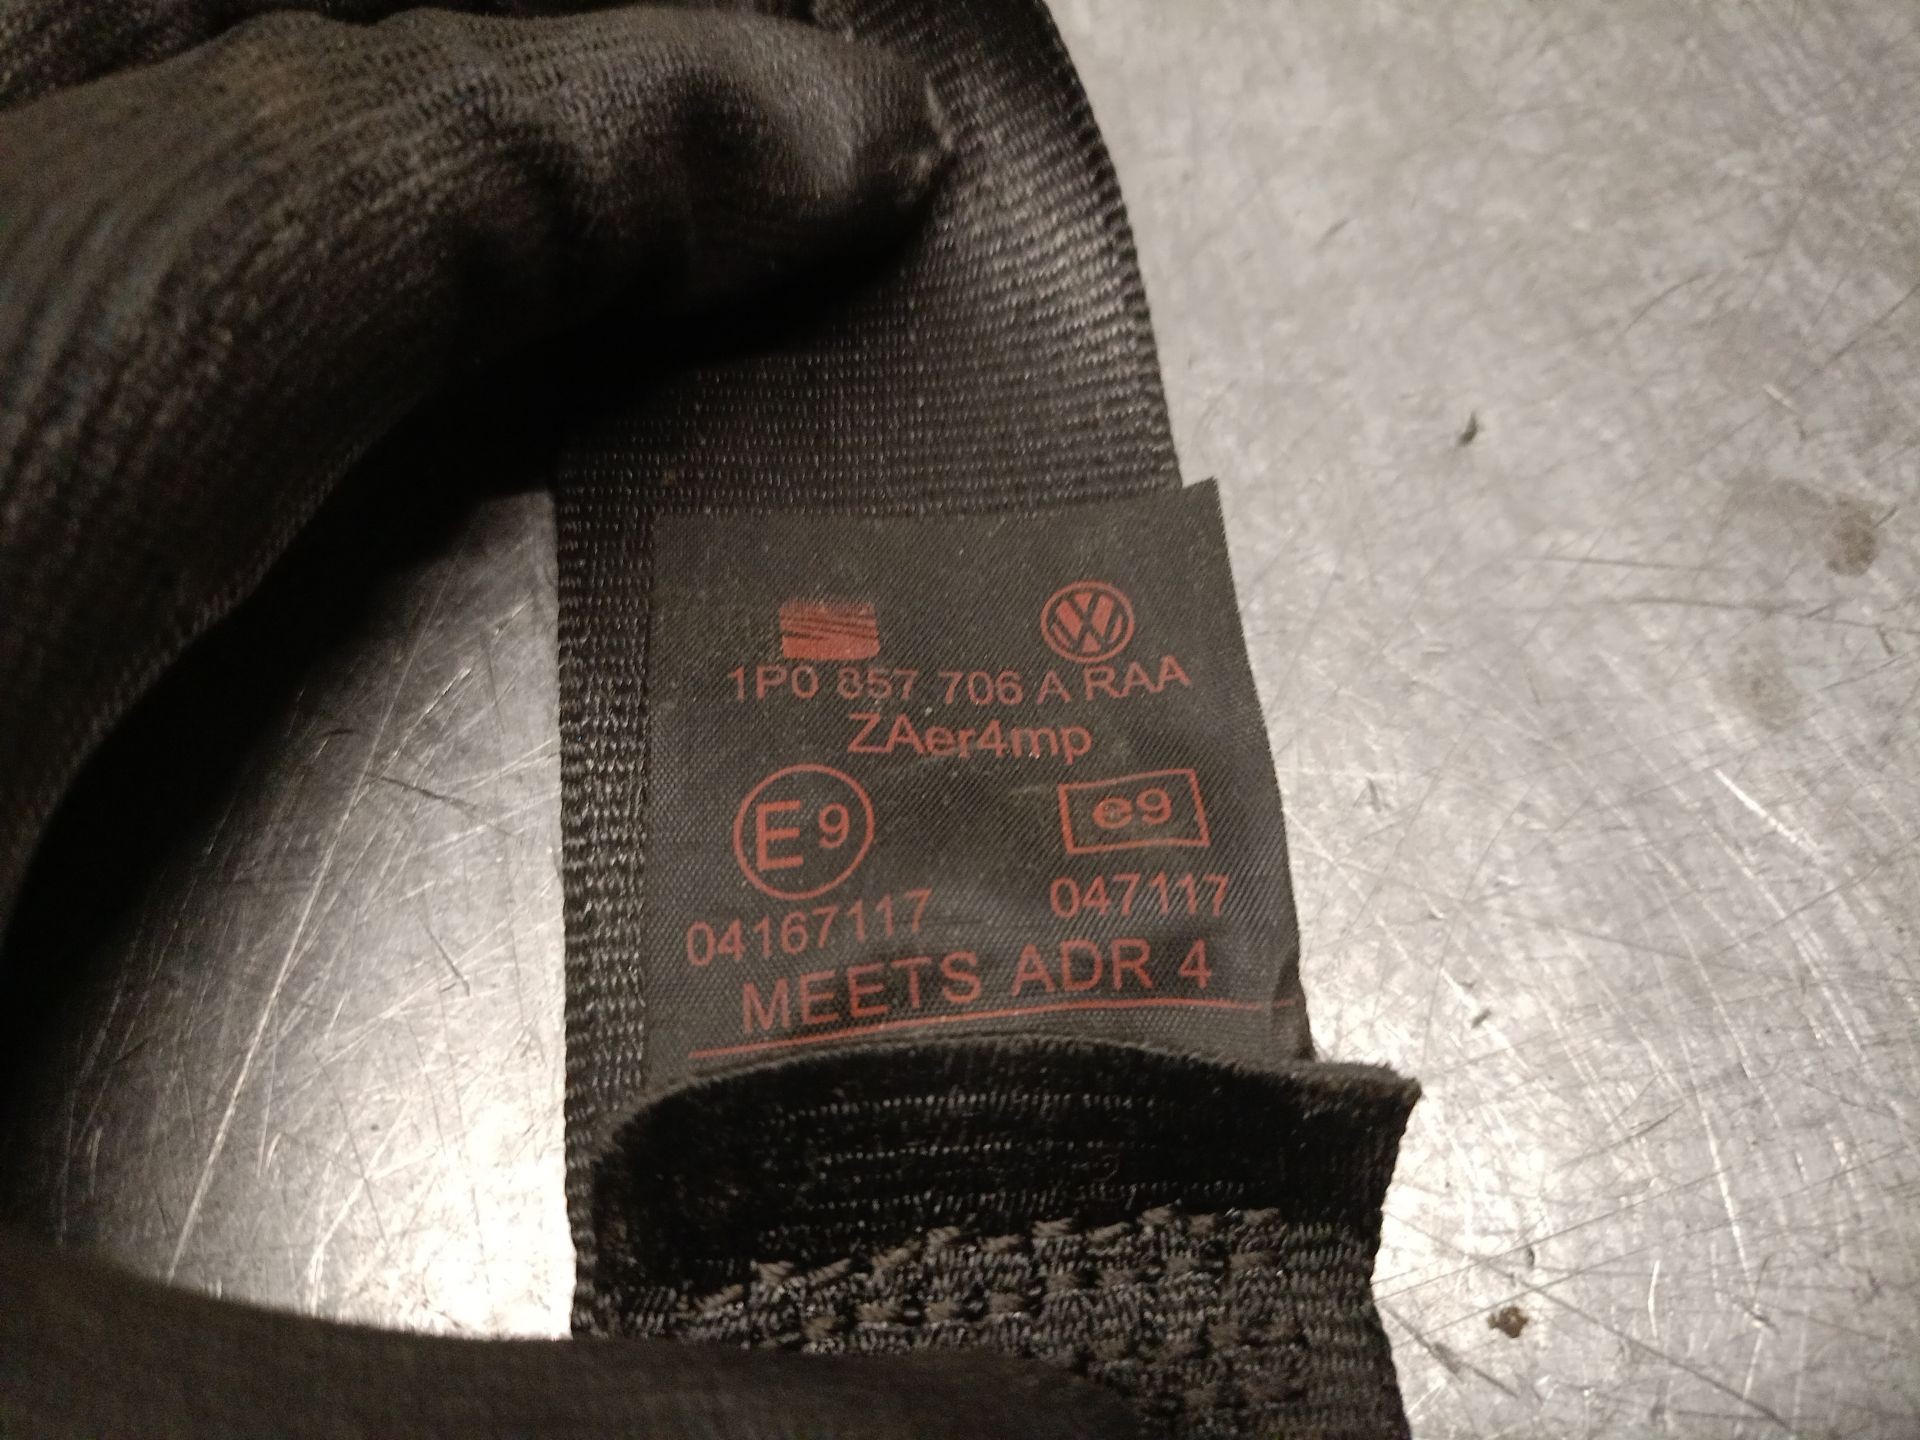 1P0 857 706 A RAA
ZAer4mp
E9 e9
04167117 047117
MEETS ADR 4